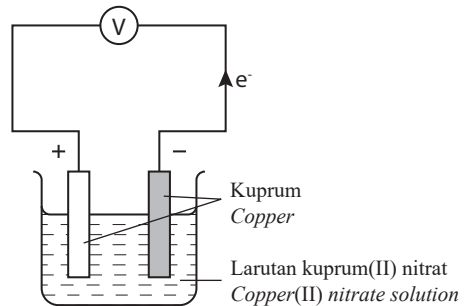 V
e-
+
−
Kuprum
Copper
Larutan kuprum(II) nitrat
Copper(II) nitrate solution